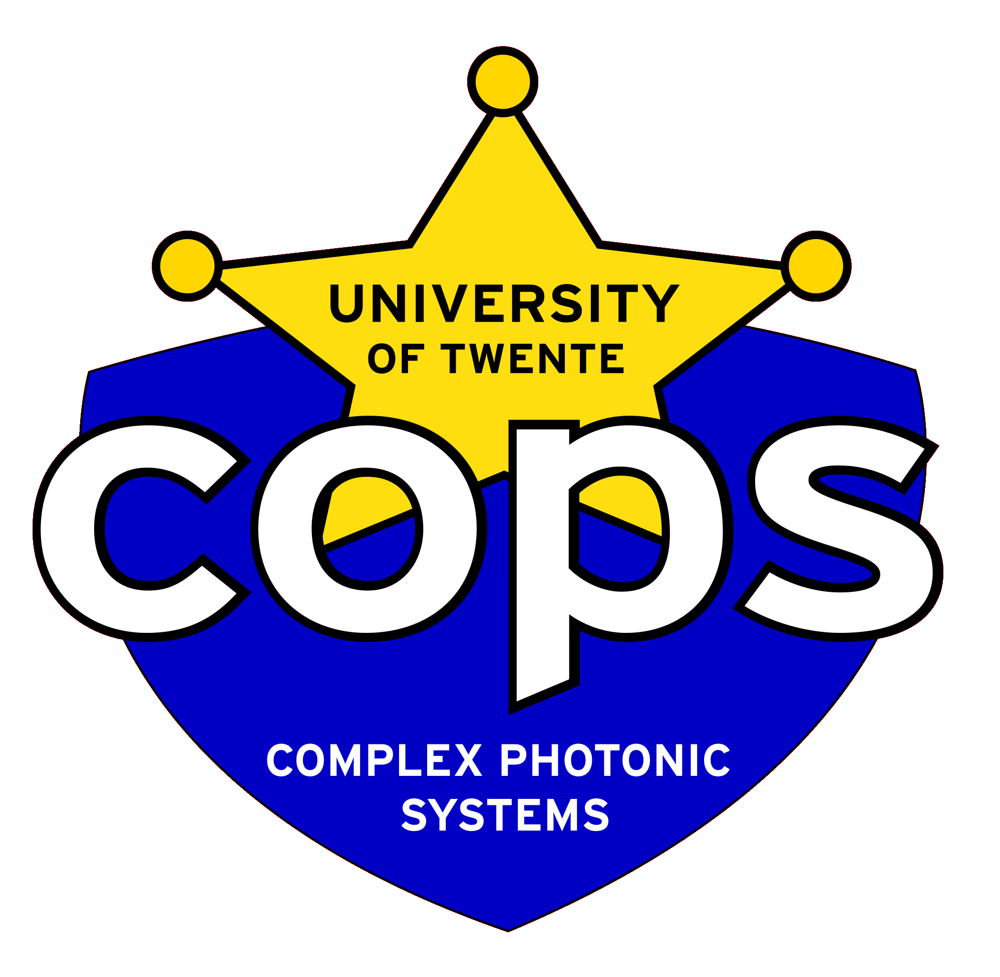 UNIVERSITY
OF TWENTE
cops
COMPLEX PHOTONIC
SYSTEMS